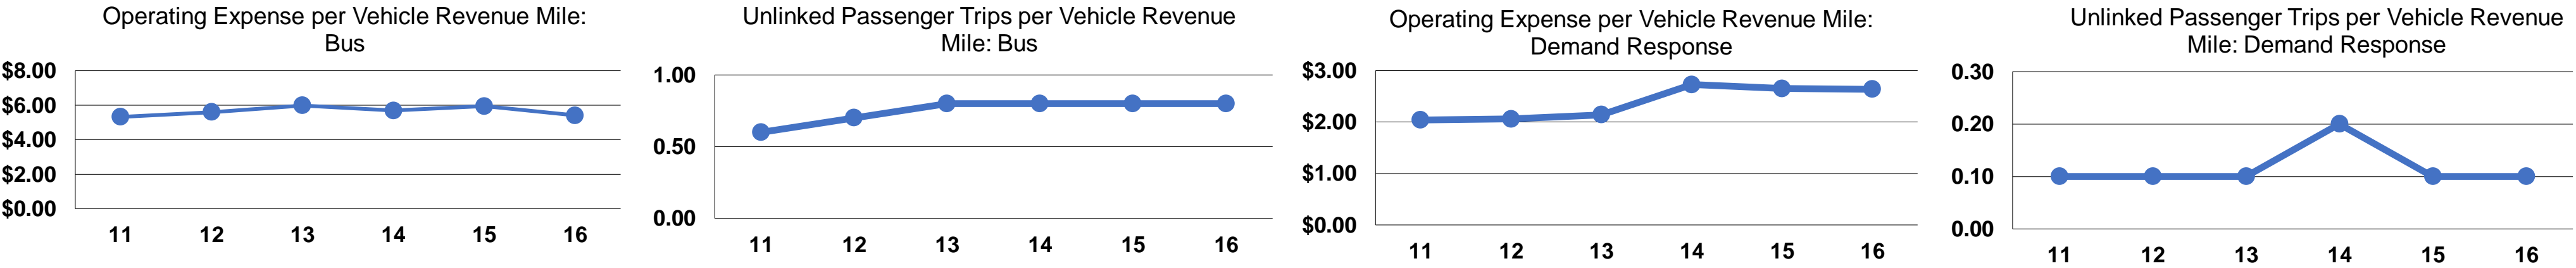 Operating Expense per Vehicle Revenue Mile:
Bus
$8.00
$6.00
$4.00
$2.00
$0.00
11 12 13 14 15 16
Unlinked Passenger Trips per Vehicle Revenue
Mile: Bus
1.00
0.50
0.00
11 12 13 14 15 16
Operating Expense per Vehicle Revenue Mile:
Demand Response
$3.00
$2.00
$1.00
$0.00
11 12 13 14 15 16
Unlinked Passenger Trips per Vehicle Revenue
Mile: Demand Response
0.30
0.20
0.10
0.00
11 12 13 14 15 16